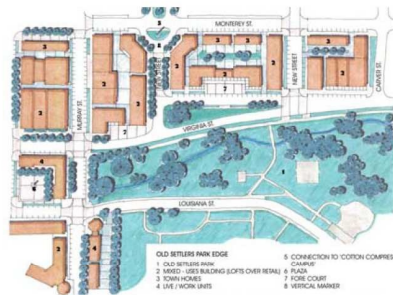 MONTEREY ST.
MURRAY ST.
NEW STREET
CARVER ST.
VIRGINIA ST.
LOUISIANA ST.
OLD SETTLERS PARK EDGE
1 OLD SETTLERS PARK
2 MIXED - USES BUILDING (LOFTS OVER RETAIL)
3 TOWN HOMES
4 LIVE / WORK UNITS
5 CONNECTION TO 'COTTON COMPRES
CAMPUS'
6 PLAZA
7 FORE COURT
8 VERTICAL MARKER